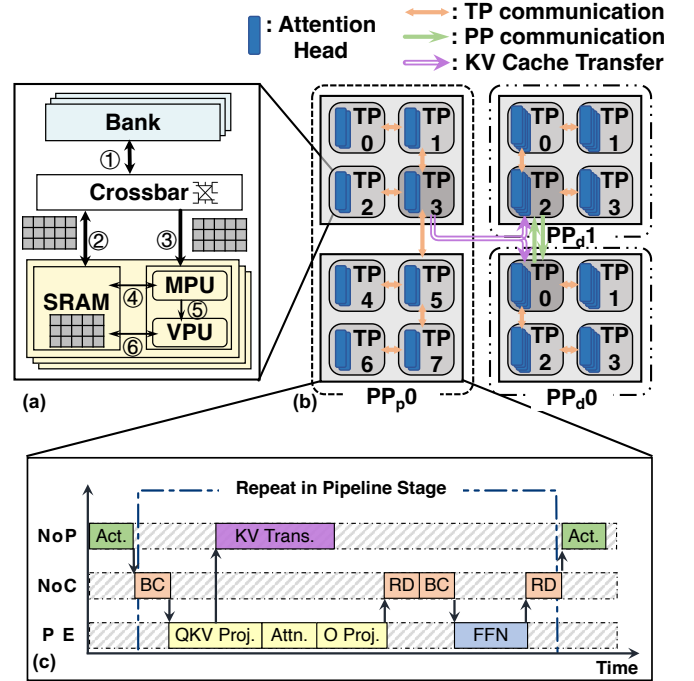 : Attention Head
: TP communication
: PP communication
: KV Cache Transfer
Bank
①
Crossbar
②
③
SRAM
④
MPU
⑤
VPU
⑥
(a)
TP 0
TP 1
TP 2
TP 3
TP 4
TP 5
TP 6
TP 7
PPp0
(b)
TP 0
TP 1
TP 2
TP 3
PPd1
TP 0
TP 1
TP 2
TP 3
PPd0
Repeat in Pipeline Stage
NoP
Act.
KV Trans.
Act.
NoC
BC
RD
BC
RD
PE
QKV Proj.
Attn.
O Proj.
FFN
(c)
Time